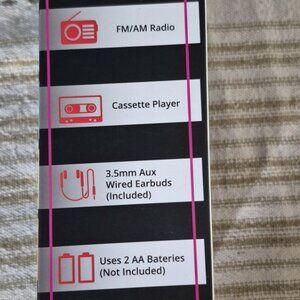 FM/AM Radio
Cassette Player
3.5mm Aux
Wired Earbuds
(Included)
Uses 2 AA Bateries
(Not Included)